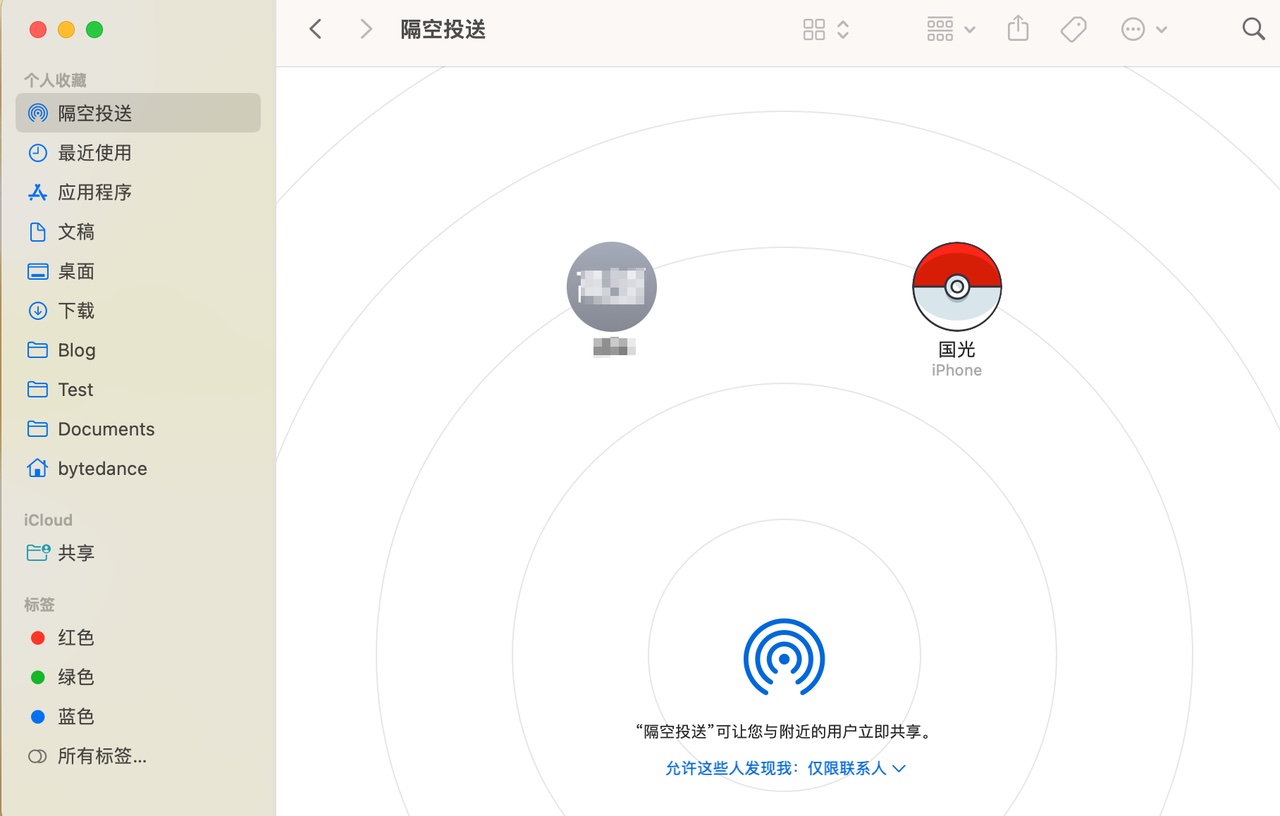 隔空投送
个人收藏
隔空投送
最近使用
应用程序
文稿
桌面
下载
Blog
Test
Documents
bytedance
iCloud
共享
标签
红色
绿色
蓝色
所有标签...
国光
iPhone
“隔空投送”可让您与附近的用户立即共享。
允许这些人发现我：仅限联系人